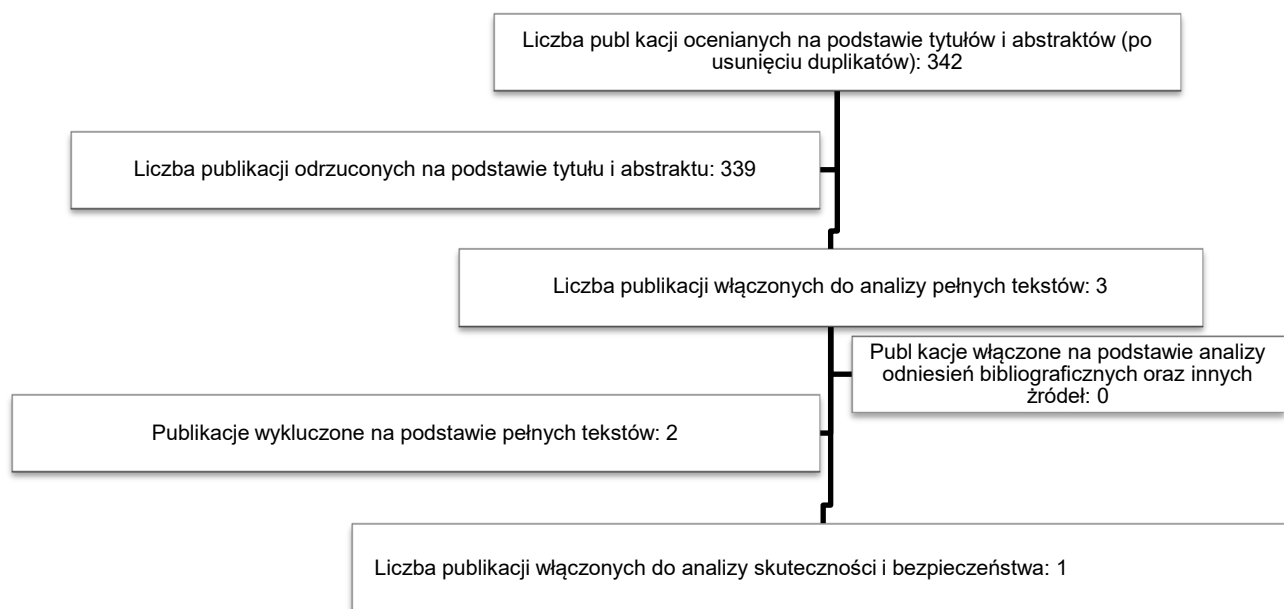 Liczba publ kacji ocenianych na podstawie tytułów i abstraktów (po
usunięciu duplikatów): 342
Liczba publikacji odrzuconych na podstawie tytułu i abstraktu: 339
Liczba publikacji włączonych do analizy pełnych tekstów: 3
Publ kacje włączone na podstawie analizy
odniesień bibliograficznych oraz innych
żródeł: 0
Publikacje wykluczone na podstawie pełnych tekstów: 2
Liczba publikacji włączonych do analizy skuteczności i bezpieczeństwa: 1